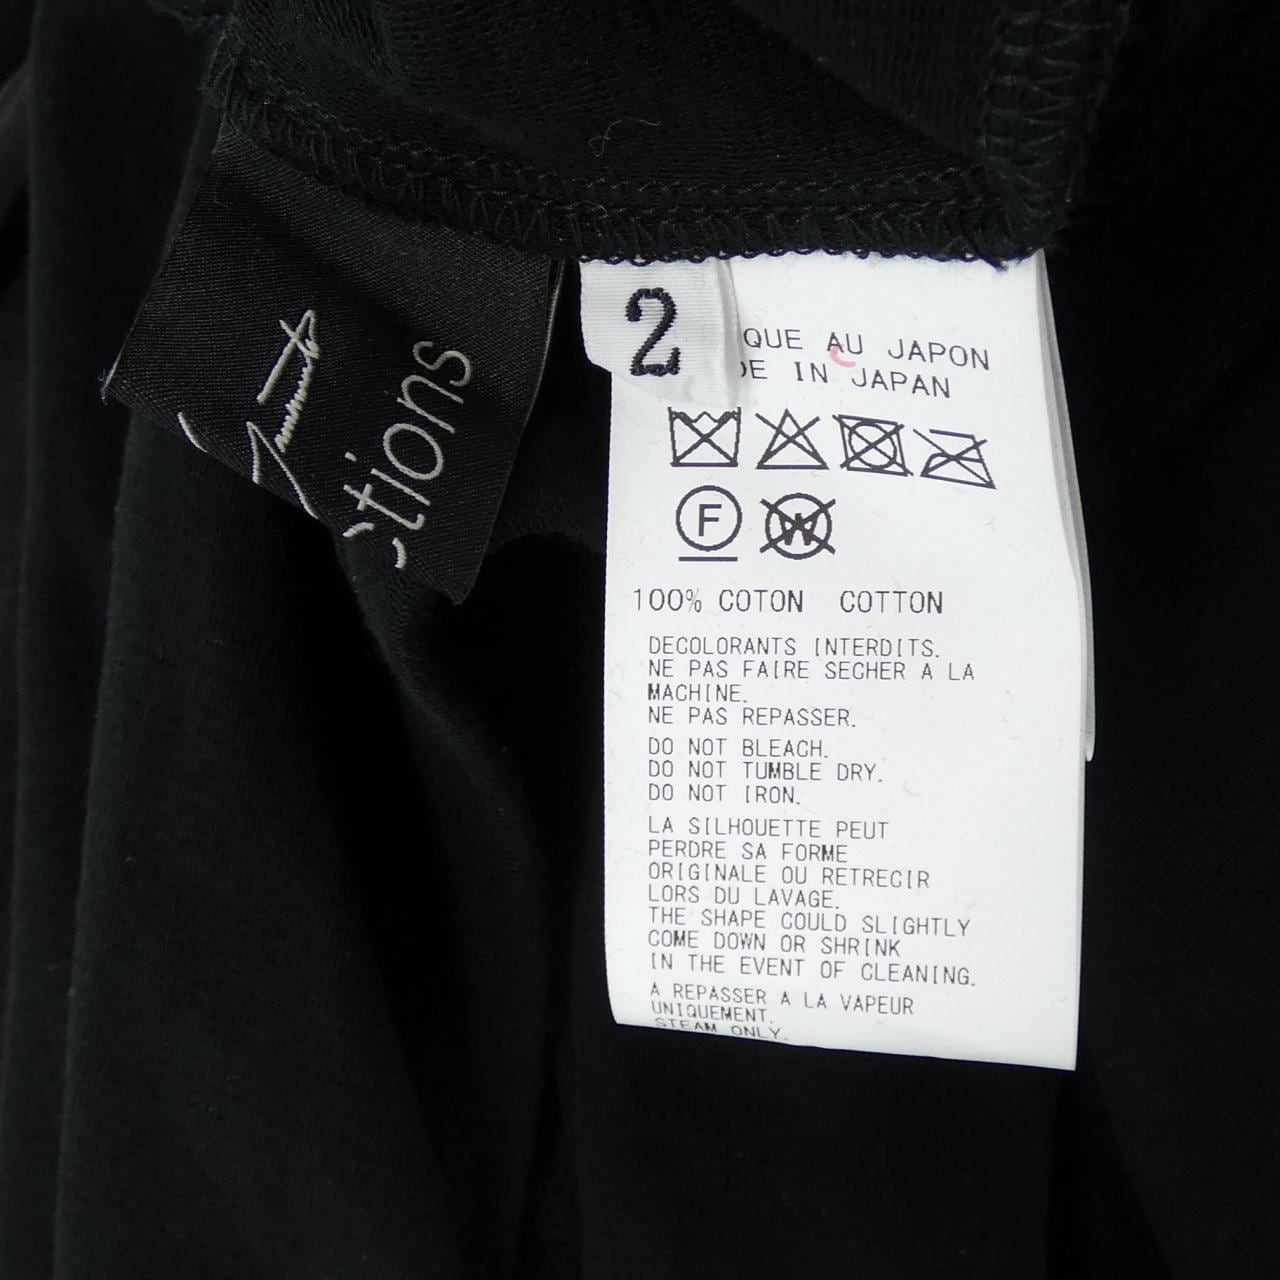 2
QUE AU JAPON
DE IN JAPAN
F
W
100% COTON COTTON
DECOLORANTS INTERDITS.
NE PAS FAIRE SECHER A LA
MACHINE.
NE PAS REPASSER.
DO NOT BLEACH.
DO NOT TUMBLE DRY.
DO NOT IRON.
LA SILHOUETTE PEUT
PERDRE SA FORME
ORIGINALE OU RETRECIR
LORS DU LAVAGE.
THE SHAPE COULD SLIGHTLY
COME DOWN OR SHRINK
IN THE EVENT OF CLEANING.
A REPASSER A LA VAPEUR
UNIQUEMENT.
STEAM ONLY.
ctions